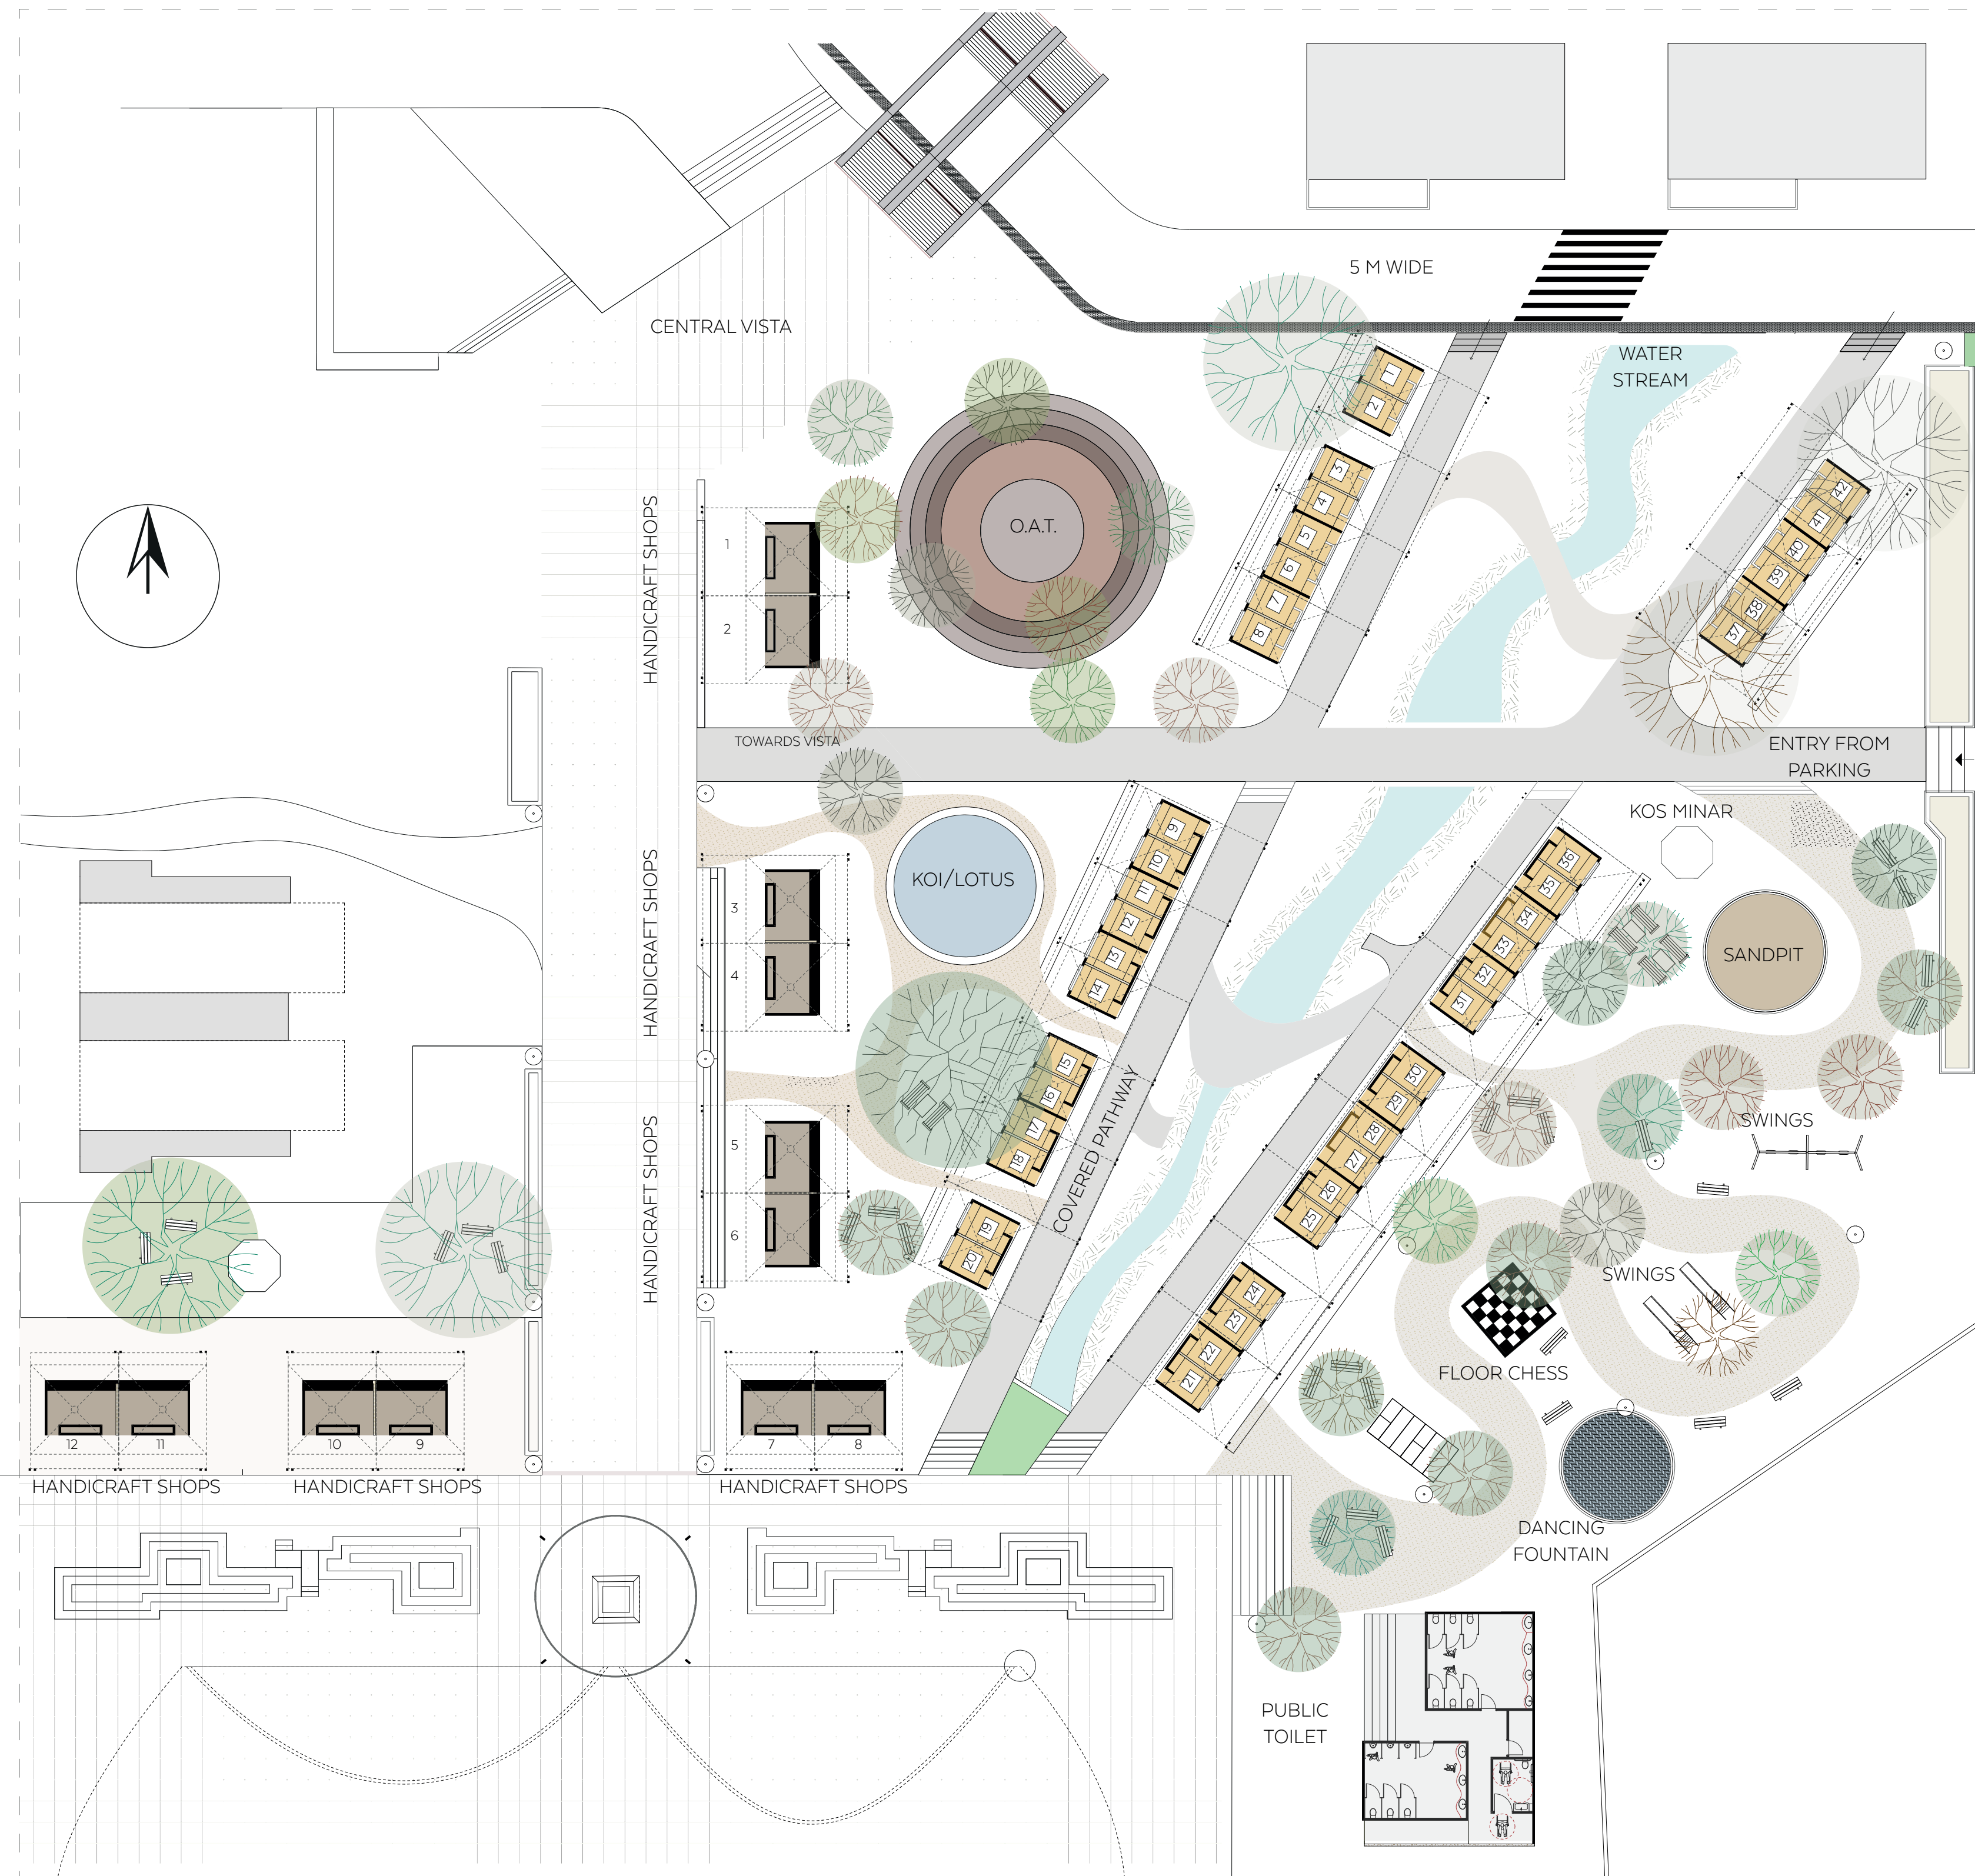 5 M WIDE
CENTRAL VISTA
WATER
STREAM
HANDICRAFT SHOPS
1
2
O.A.T.
1
2
3
4
5
6
7
8
42
41
40
39
38
37
TOWARDS VISTA
ENTRY FROM
PARKING
KOS MINAR
HANDICRAFT SHOPS
3
4
KOI/LOTUS
9
10
11
12
13
14
36
35
34
33
32
31
SANDPIT
HANDICRAFT SHOPS
5
6
15
16
17
18
19
20
COVERED PATHWAY
30
29
28
27
26
25
24
23
22
21
SWINGS
SWINGS
FLOOR CHESS
12
11
10
9
7
8
HANDICRAFT SHOPS
HANDICRAFT SHOPS
HANDICRAFT SHOPS
DANCING
FOUNTAIN
PUBLIC
TOILET